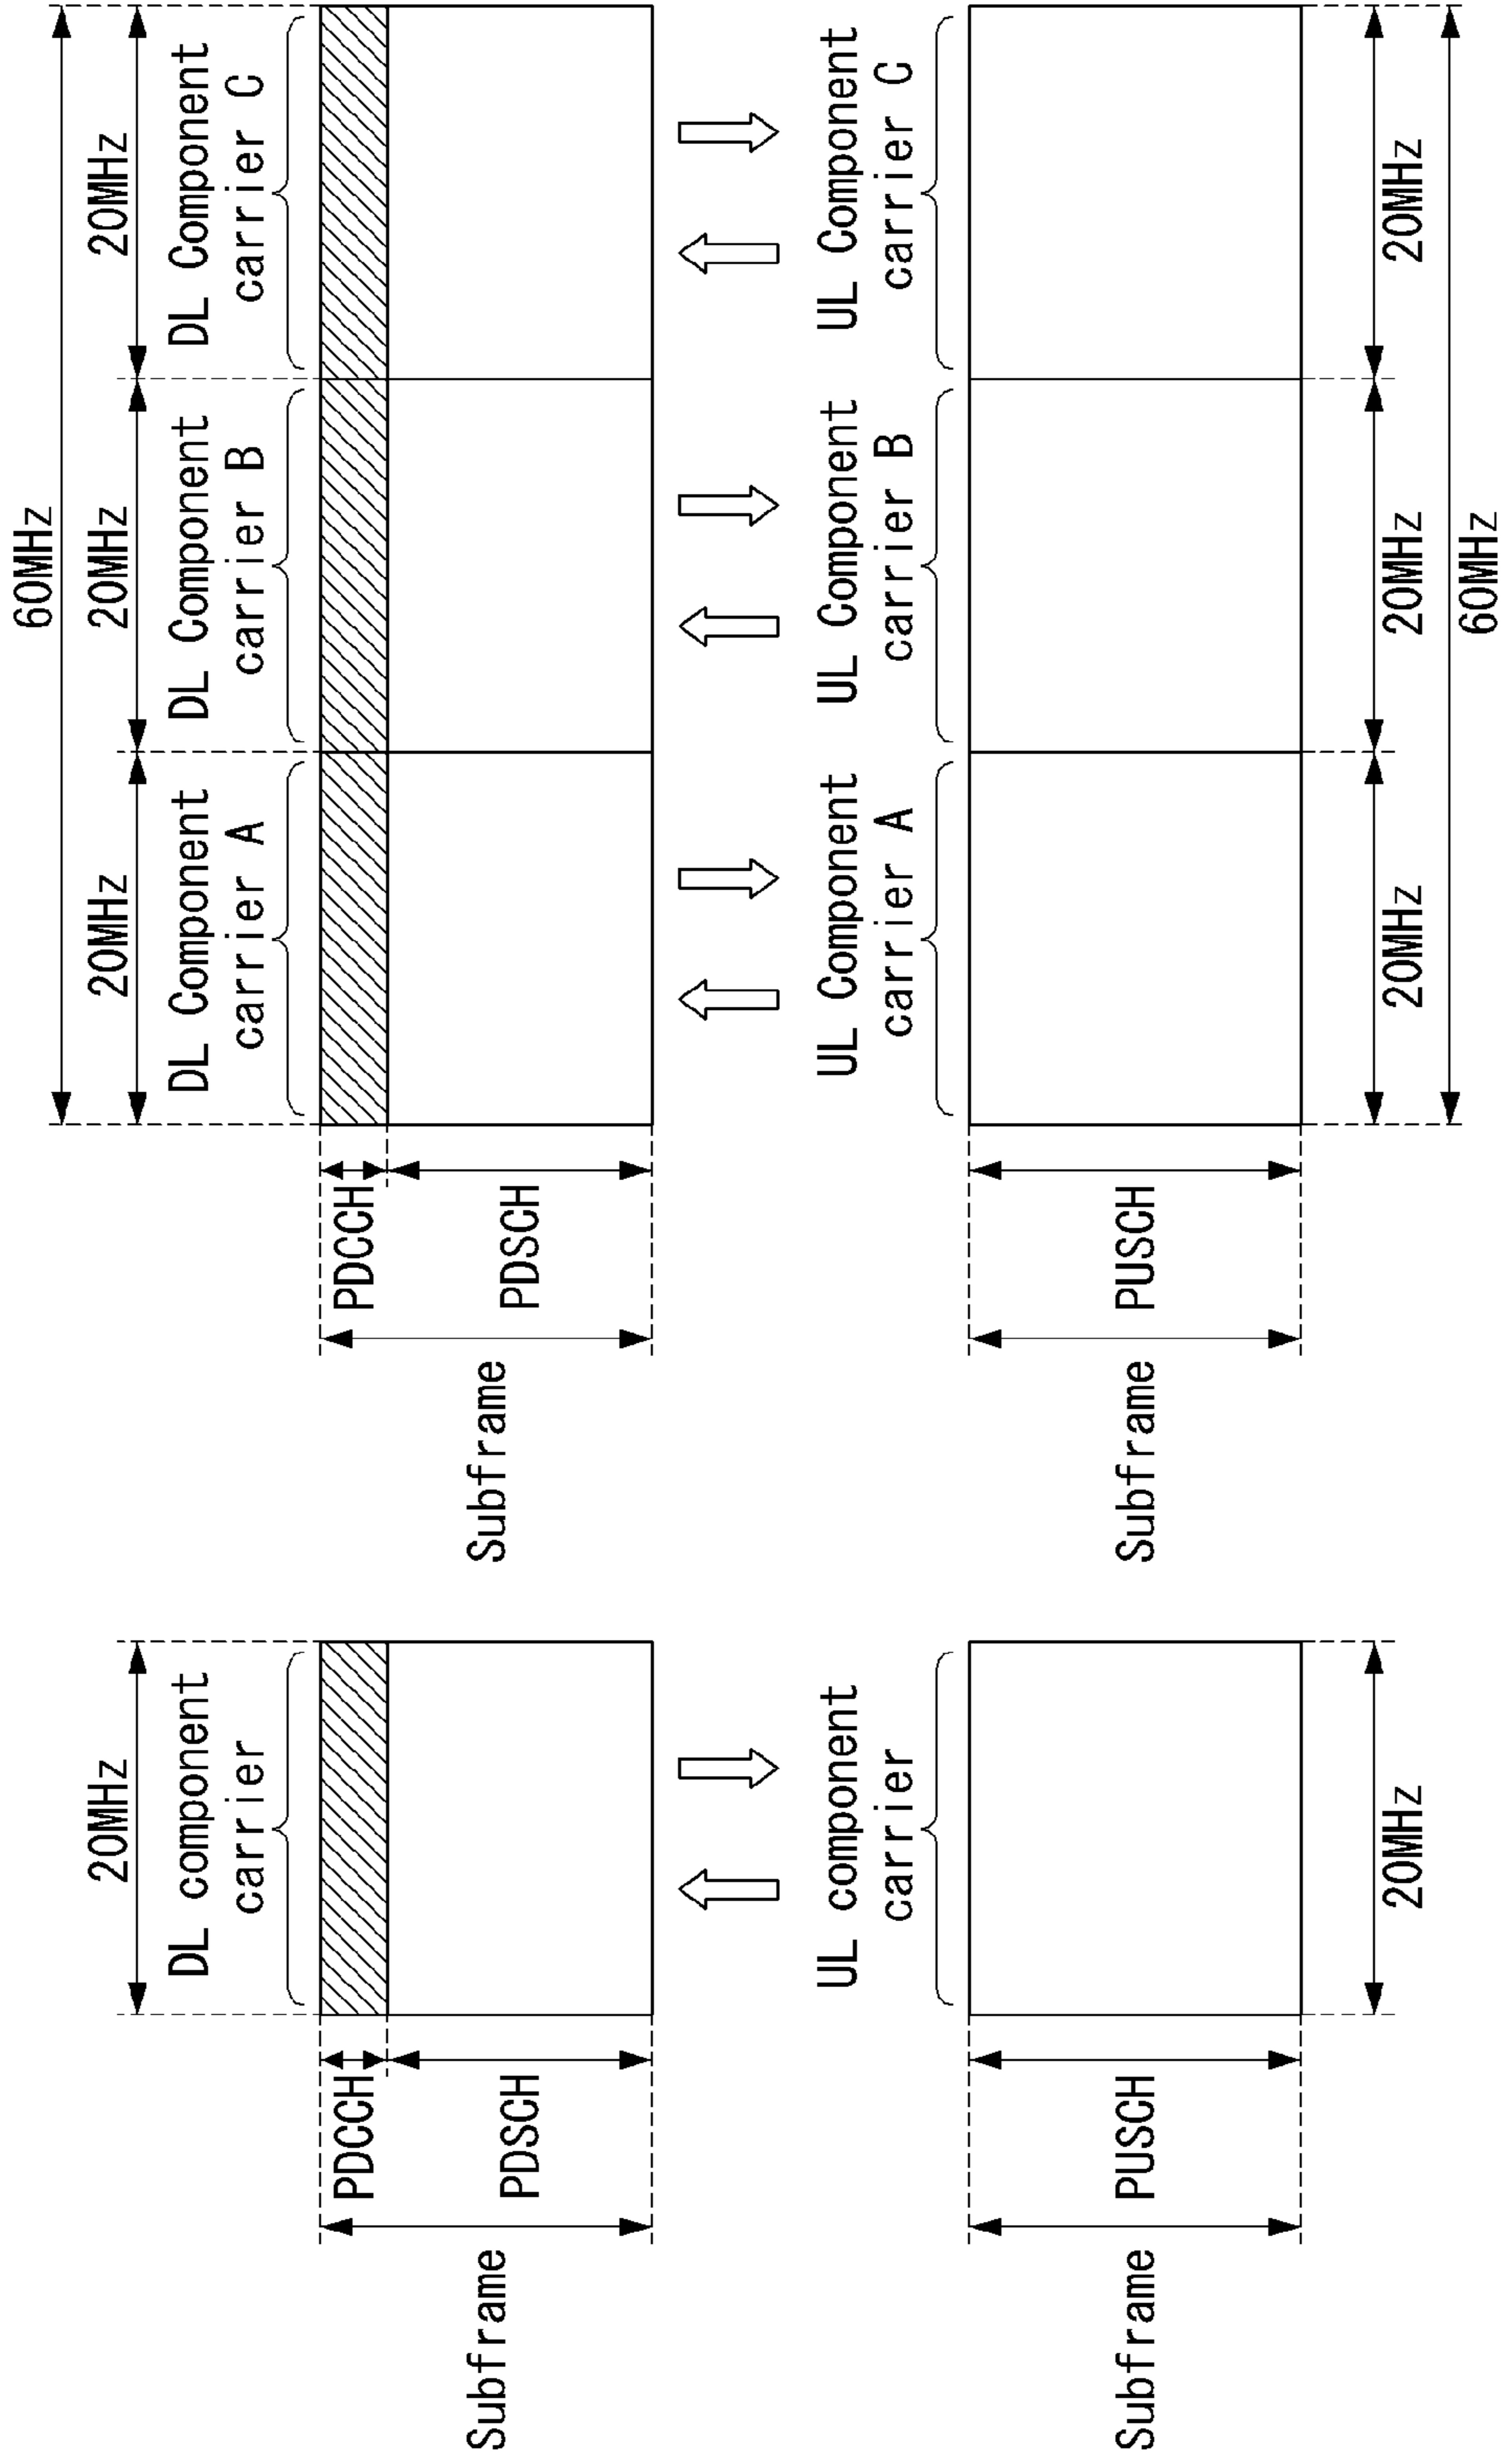 20MHz
DL component
carrier
PDCCH
PDSCH
Subframe
UL component
carrier
PUSCH
Subframe
20MHz
60MHz
20MHz
20MHz
20MHz
DL Component
carrier A
DL Component
carrier B
DL Component
carrier C
PDCCH
PDSCH
Subframe
UL Component
carrier A
UL Component
carrier B
UL Component
carrier C
PUSCH
Subframe
20MHz
20MHz
20MHz
60MHz